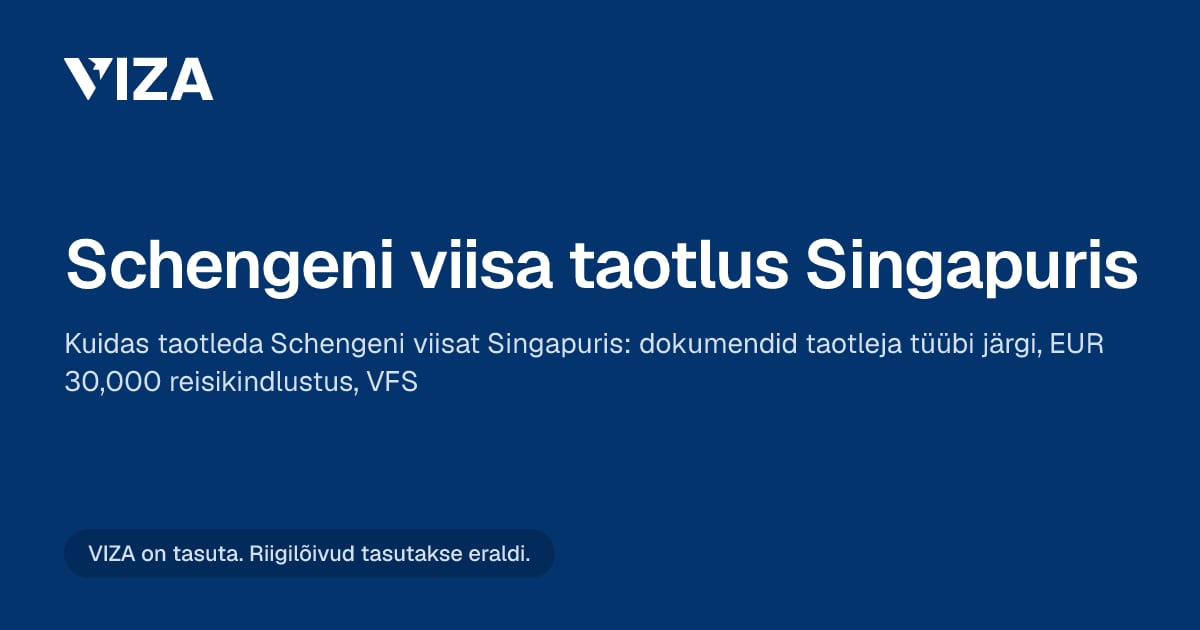 VIZA
Schengeni viisa taotlus Singapuris
Kuidas taotleda Schengeni viisat Singapuris: dokumendid taotleja tüübi järgi, EUR
30,000 reisikindlustus, VFS
VIZA on tasuta. Riigilõivud tasutakse eraldi.